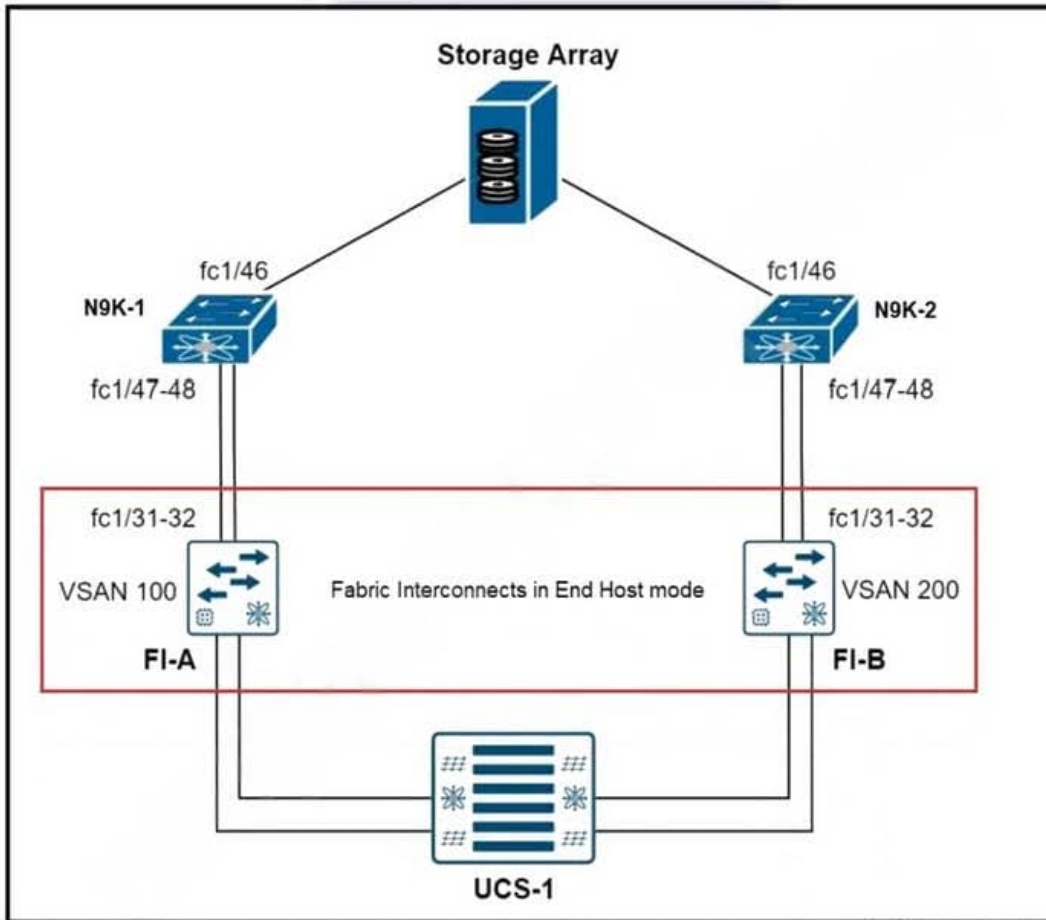 Storage Array
fc1/46
fc1/46
N9K-1
N9K-2
fc1/47-48
fc1/47-48
fc1/31-32
fc1/31-32
VSAN 100
Fabric Interconnects in End Host mode
VSAN 200
FI-A
FI-B
UCS-1